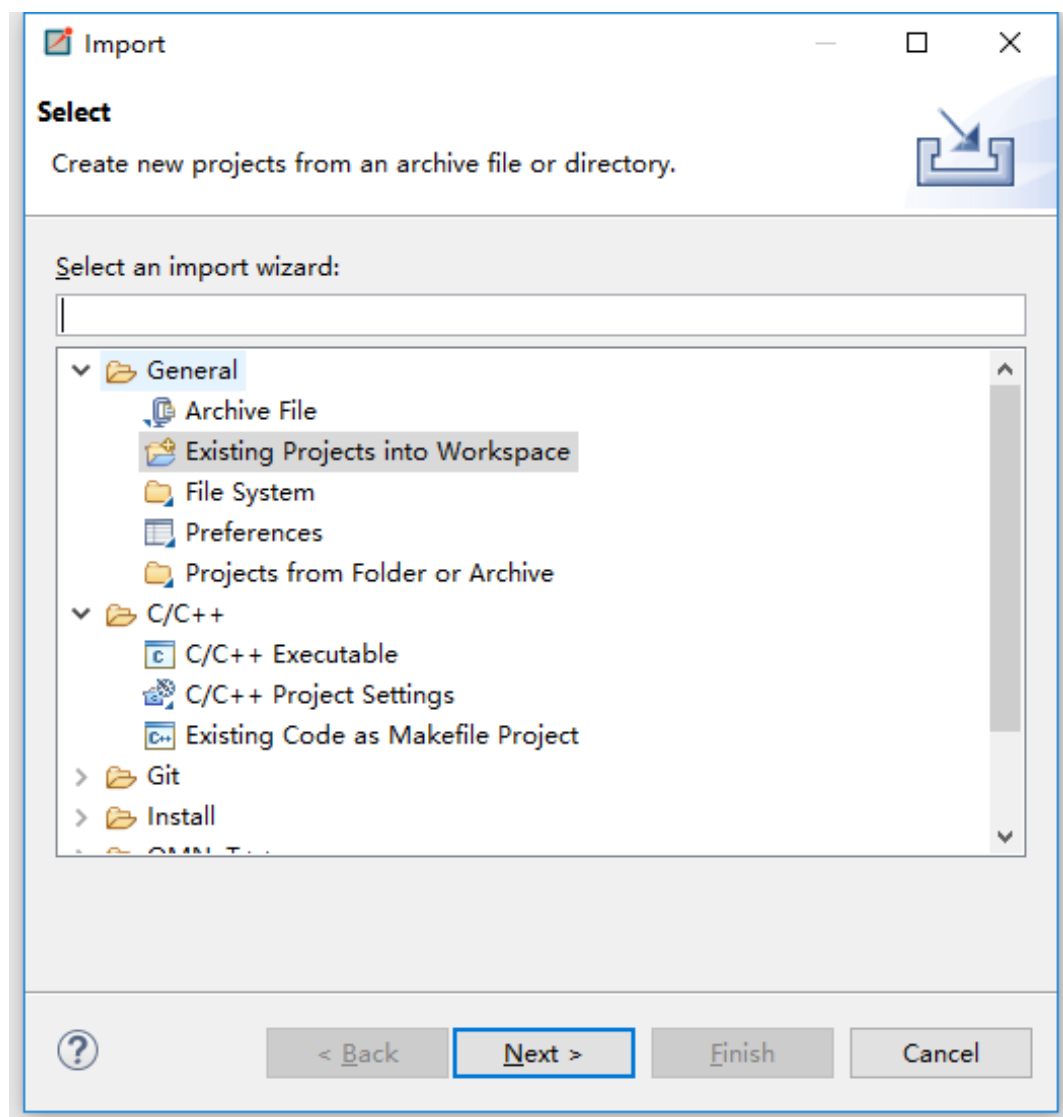 Import
Select
Create new projects from an archive file or directory.
Select an import wizard:
General
Archive File
Existing Projects into Workspace
File System
Preferences
Projects from Folder or Archive
C/C++
C/C++ Executable
C/C++ Project Settings
Existing Code as Makefile Project
Git
Install
< Back Next > Finish Cancel